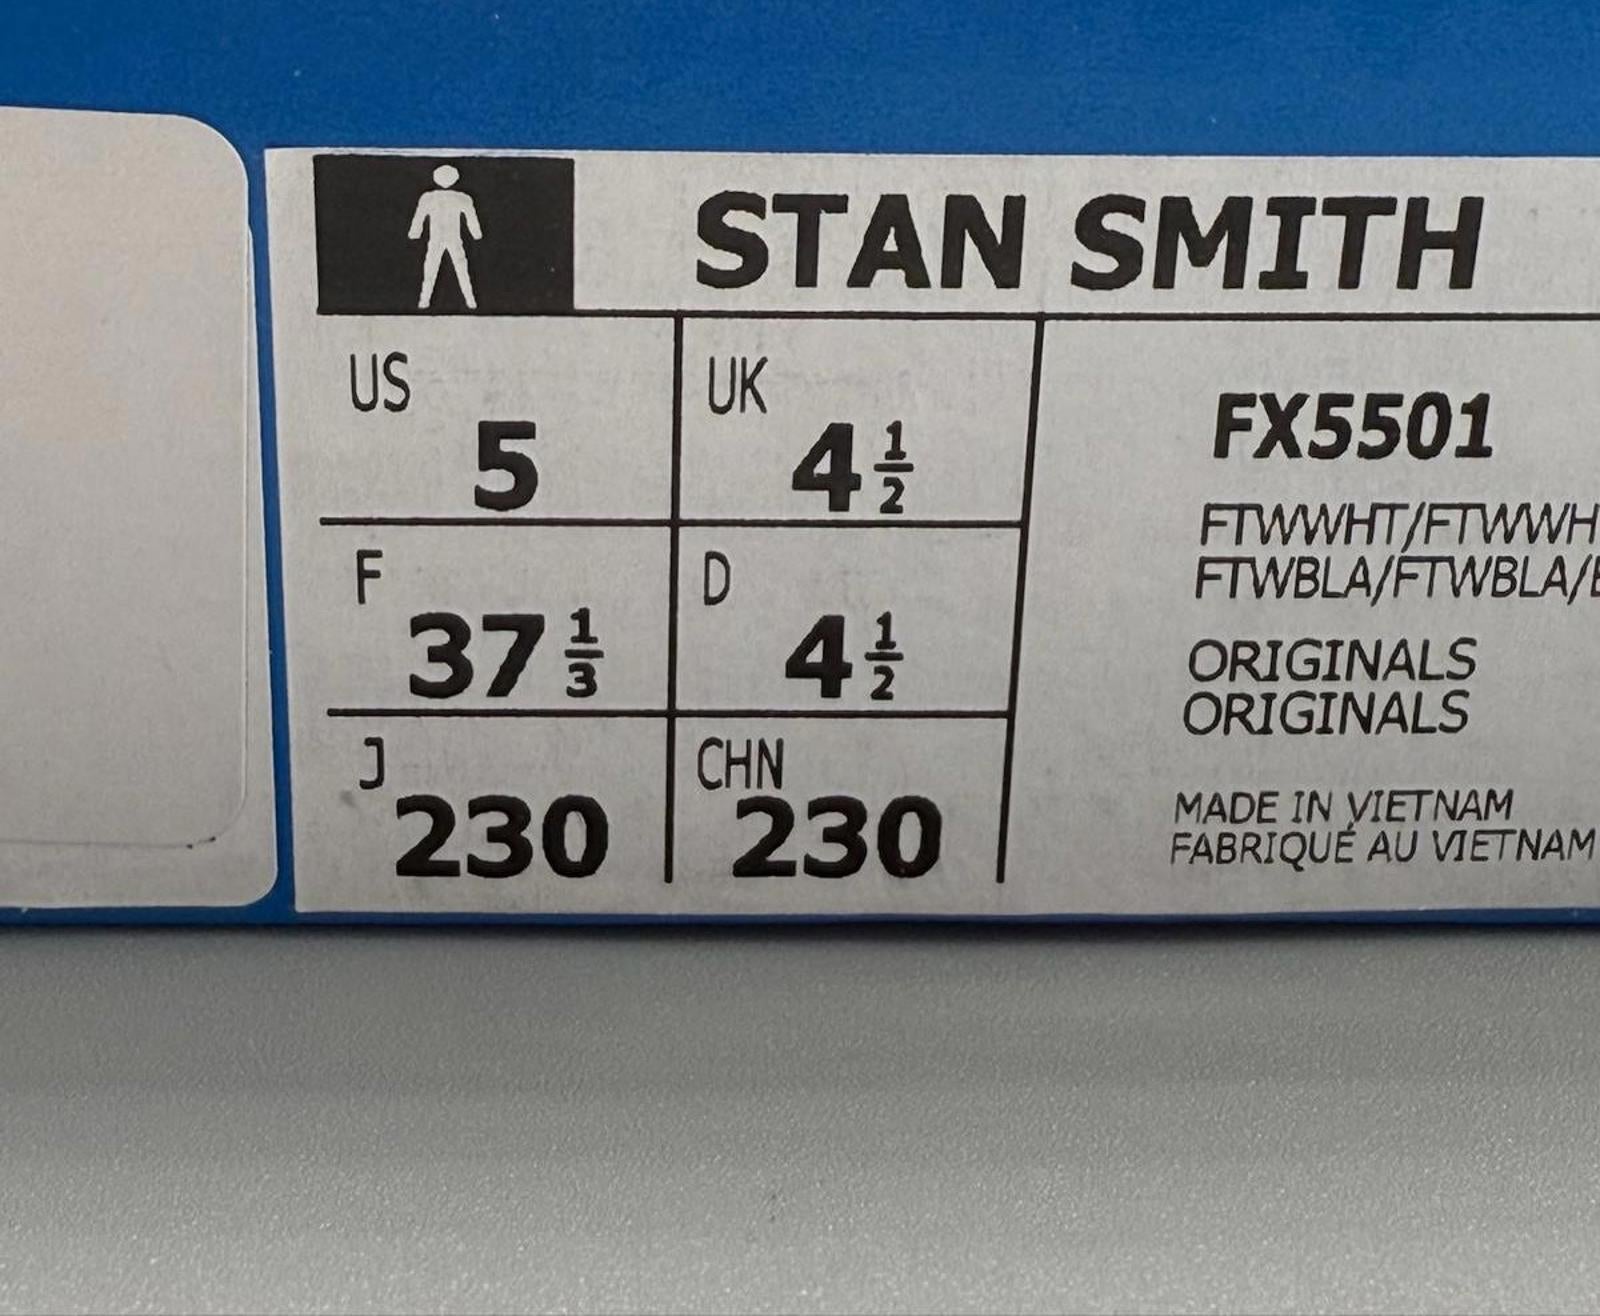 STAN SMITH
US
5
UK
4 1/2
F
37 1/3
D
4 1/2
J
230
CHN
230
FX5501
FTWWHT/FTWWH
FTWBLA/FTWBLA/
ORIGINALS
ORIGINALS
MADE IN VIETNAM
FABRIQUÉ AU VIETNAM